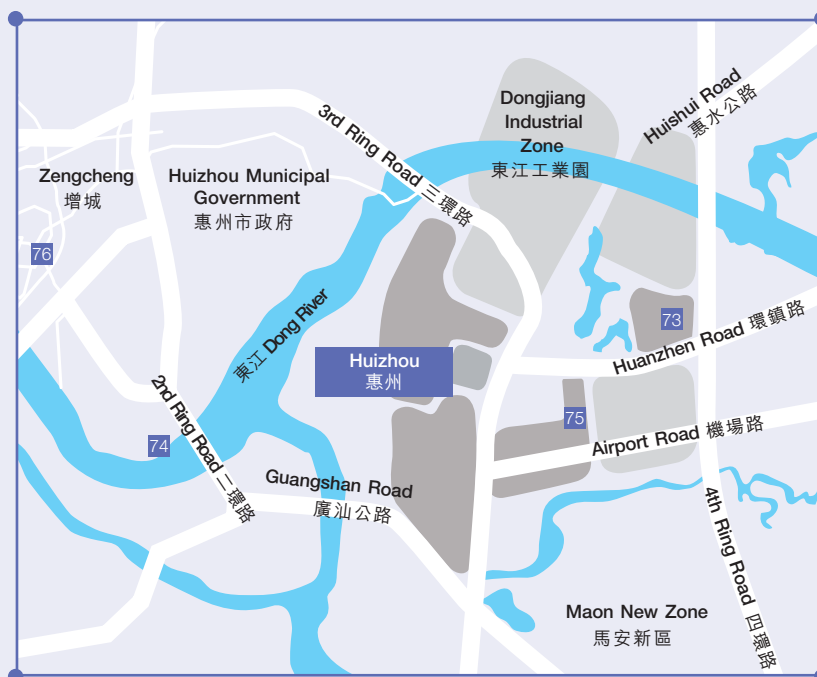 Dongjiang
Industrial
Zone
東江工業園
Huishui Road
惠水公路
3rd Ring Road 三環路
Zengcheng
增城
Huizhou Municipal
Government
惠州市政府
76
東江 Dong River
73
Huanzhen Road 環鎮路
Huizhou
惠州
75
Airport Road 機場路
74
2nd Ring Road 二環路
Guangshan Road
廣汕公路
4th Ring Road 四環路
Maon New Zone
馬安新區